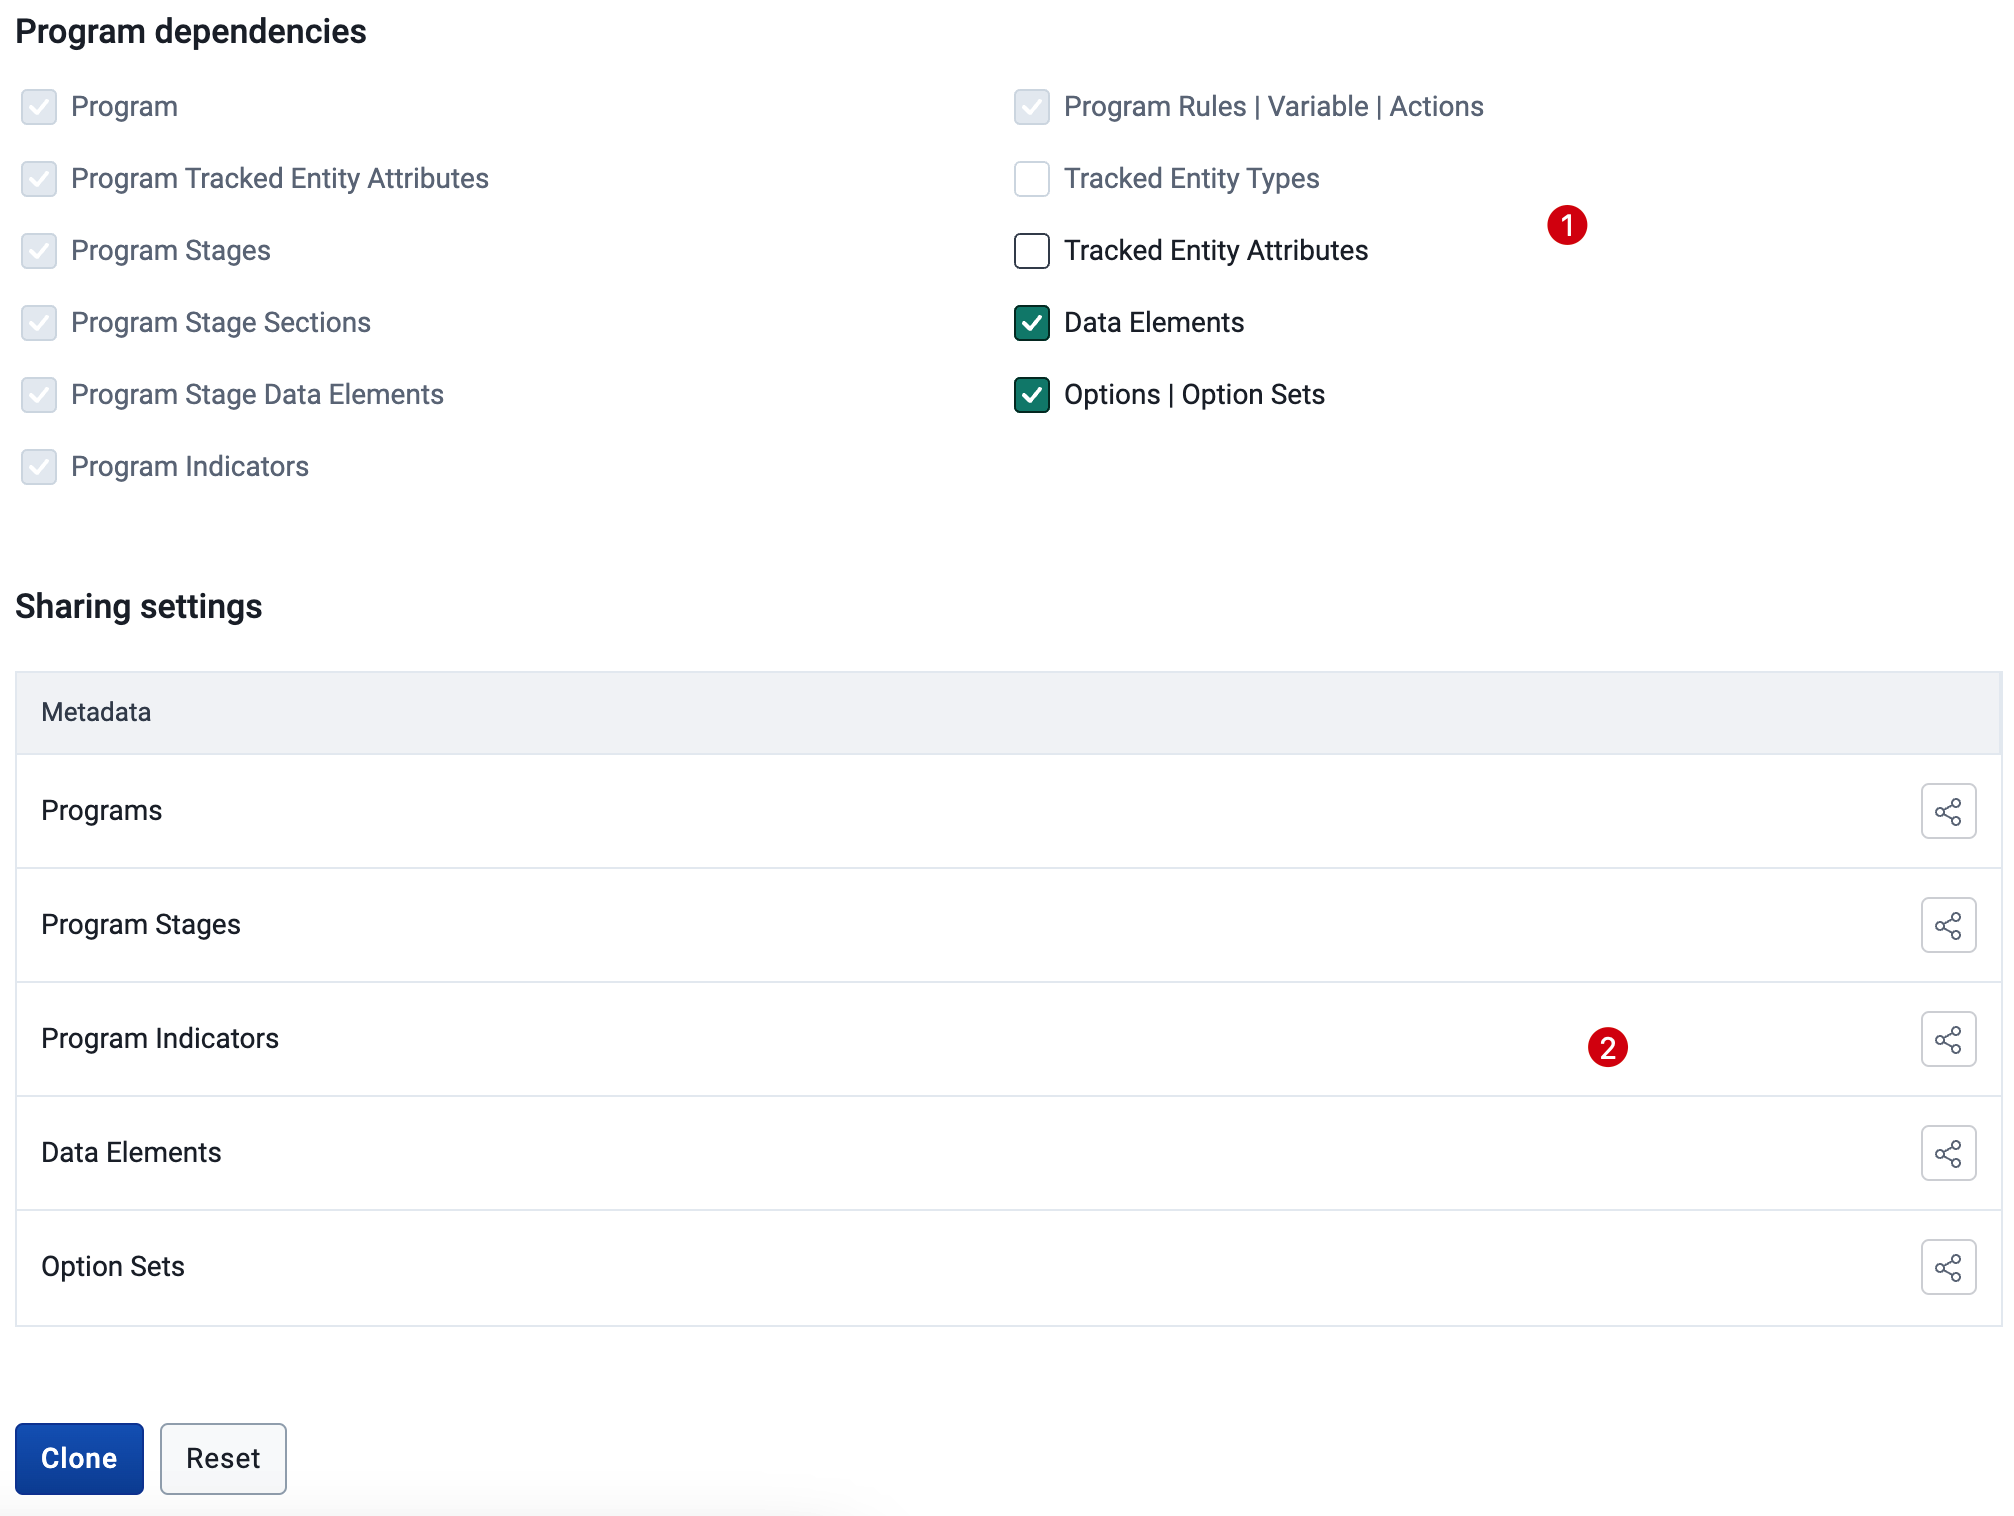 Program dependencies
Program
Program Tracked Entity Attributes
Program Stages
Program Stage Sections
Program Stage Data Elements
Program Indicators
Program Rules | Variable | Actions
Tracked Entity Types
1
Tracked Entity Attributes
Data Elements
Options | Option Sets
Sharing settings
Metadata
Programs
Program Stages
Program Indicators
2
Data Elements
Option Sets
Clone
Reset